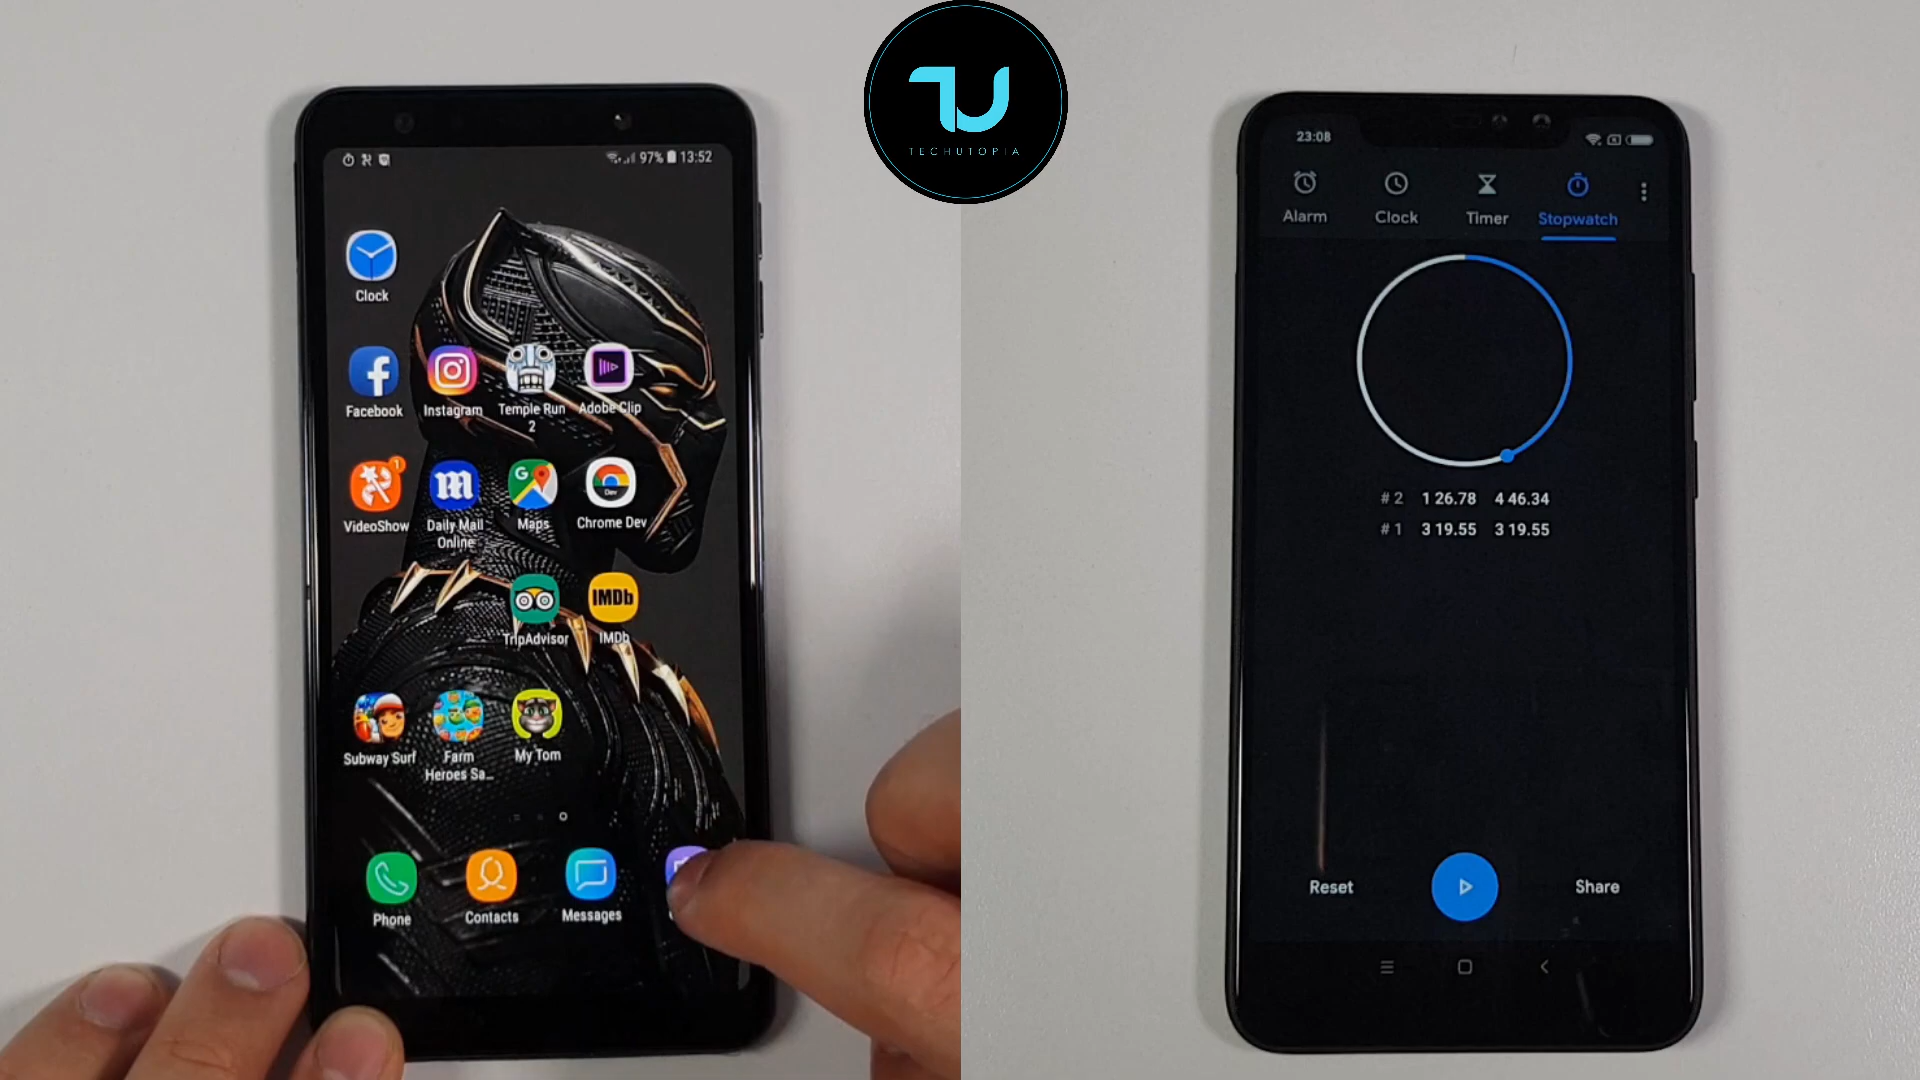 TECHUTOPIA
97% 13:52
Clock
Facebook
Instagram
Temple Run
2
Adobe Clip
VideoShow
1
Daily Mail
Online
Maps
Chrome Dev
Dev
TripAdvisor
IMDb
IMDb
Subway Surf
Farm
Heroes Sa...
My Tom
Phone
Contacts
Messages
23:08
Alarm
Clock
Timer
Stopwatch
# 2 1 26.78 4 46.34
# 1 3 19.55 3 19.55
Reset
Share